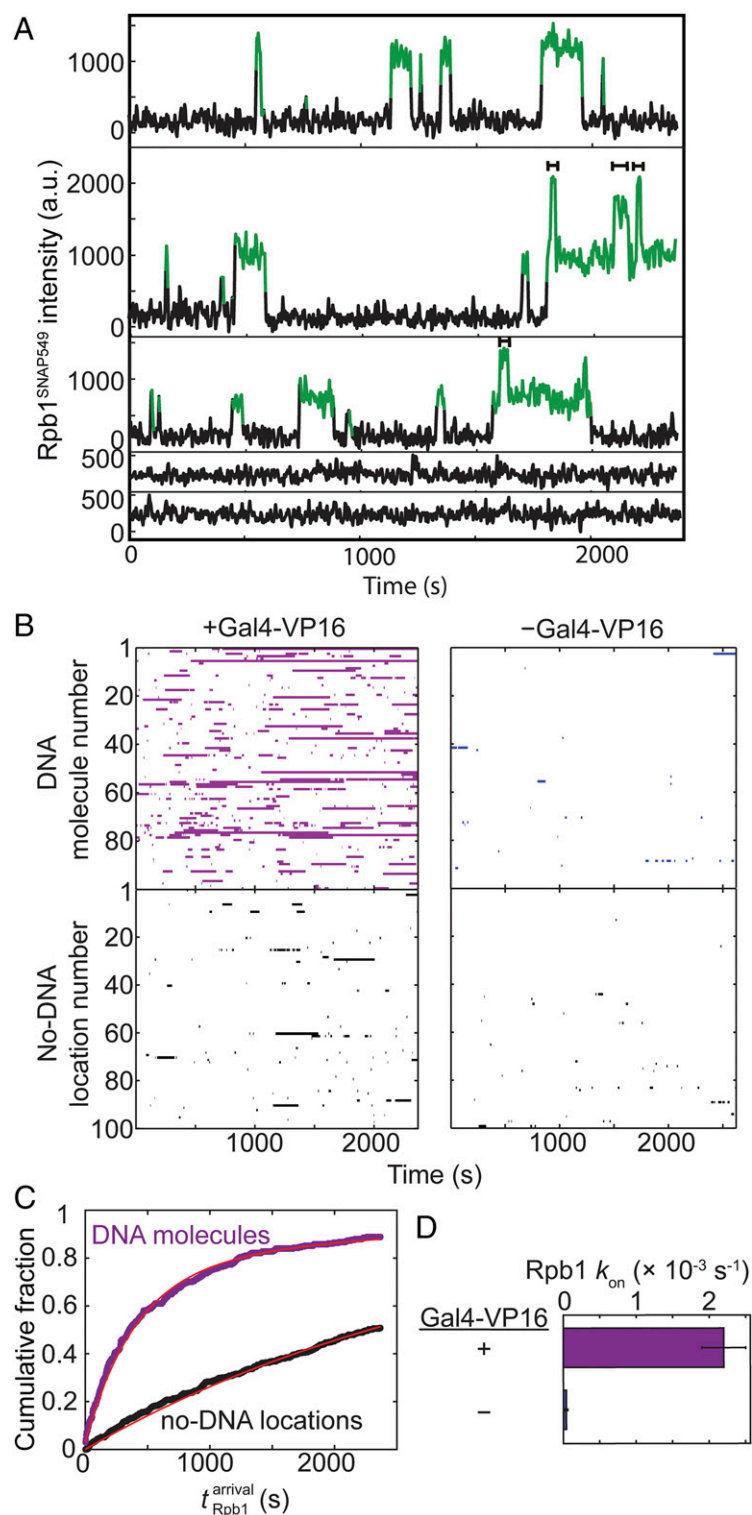 A
1000
0
2000
1000
0
1000
0
500
500
0
Rpb1SNAP549 intensity (a.u.)
0 1000 2000
Time (s)
B
+Gal4-VP16 −Gal4-VP16
1
20
40
60
80
DNA
molecule number
1
20
40
60
80
100
No-DNA
location number
1000 2000 1000 2000
Time (s)
C
1
0.8
0.6
0.4
0.2
0
Cumulative fraction
DNA molecules
no-DNA locations
0 1000 2000
t arrival Rpb1 (s)
D
Rpb1 kon (× 10-3 s-1)
0 1 2
Gal4-VP16
+
−